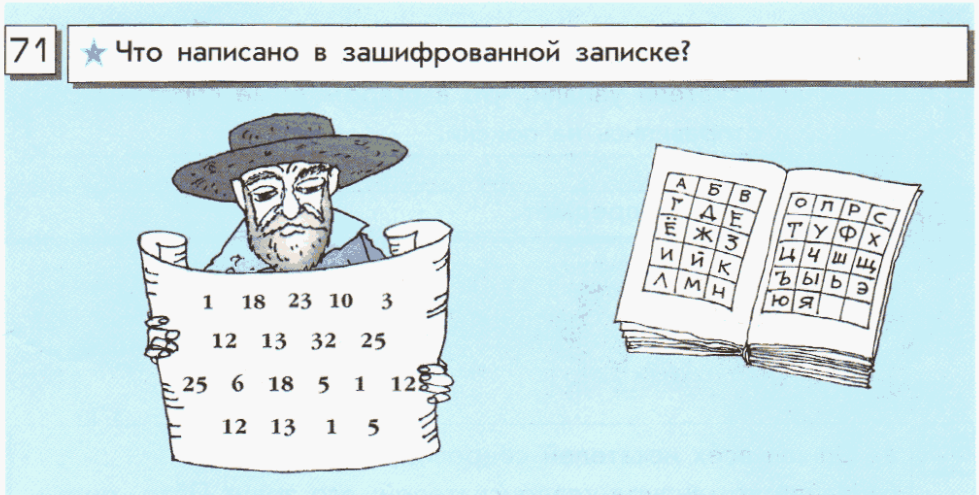 71
Что написано в зашифрованной записке?
1 18 23 10 3
12 13 32 25
25 6 18 5 1 12
12 13 1 5
А Б В
Г Д Е
Ё Ж З
И Й К
Л М Н
О П Р С
Т У Ф Х
Ц Ч Ш Щ
Ъ Ы Ь Э
Ю Я